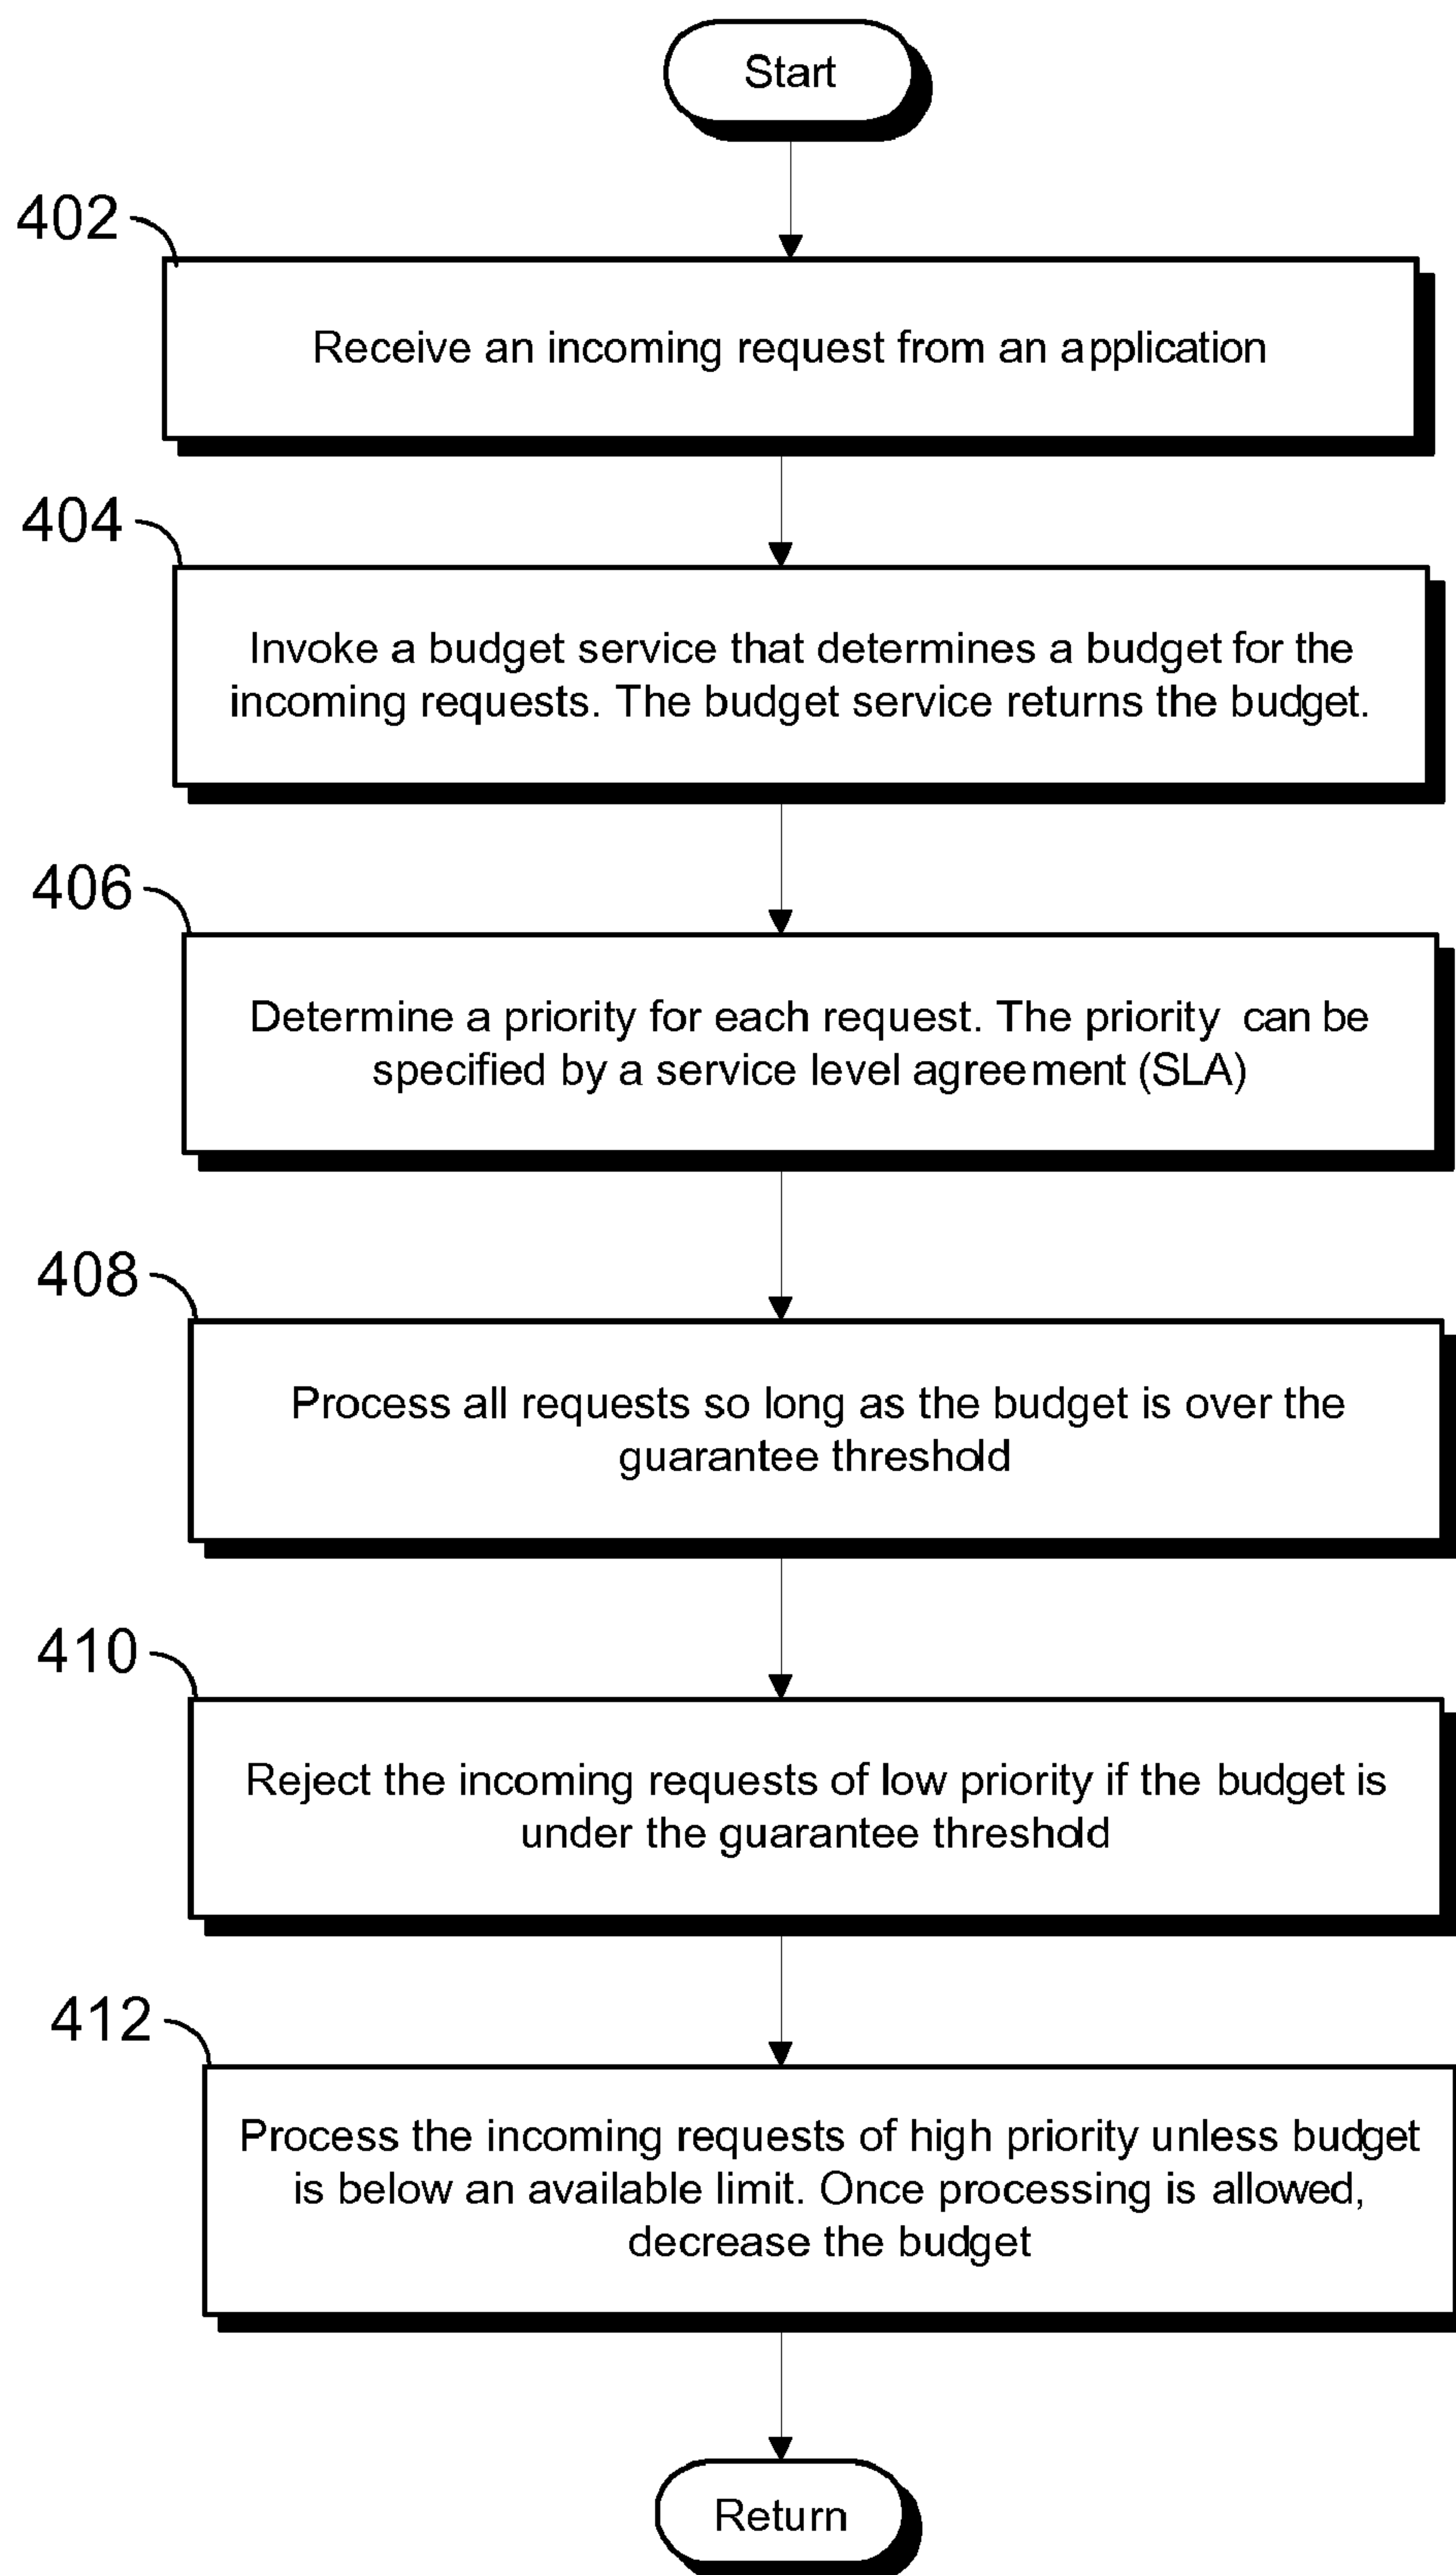 Start
402
Receive an incoming request from an application
404
Invoke a budget service that determines a budget for the
incoming requests. The budget service returns the budget.
406
Determine a priority for each request. The priority can be
specified by a service level agreement (SLA)
408
Process all requests so long as the budget is over the
guarantee threshold
410
Reject the incoming requests of low priority if the budget is
under the guarantee threshold
412
Process the incoming requests of high priority unless budget
is below an available limit. Once processing is allowed,
decrease the budget
Return